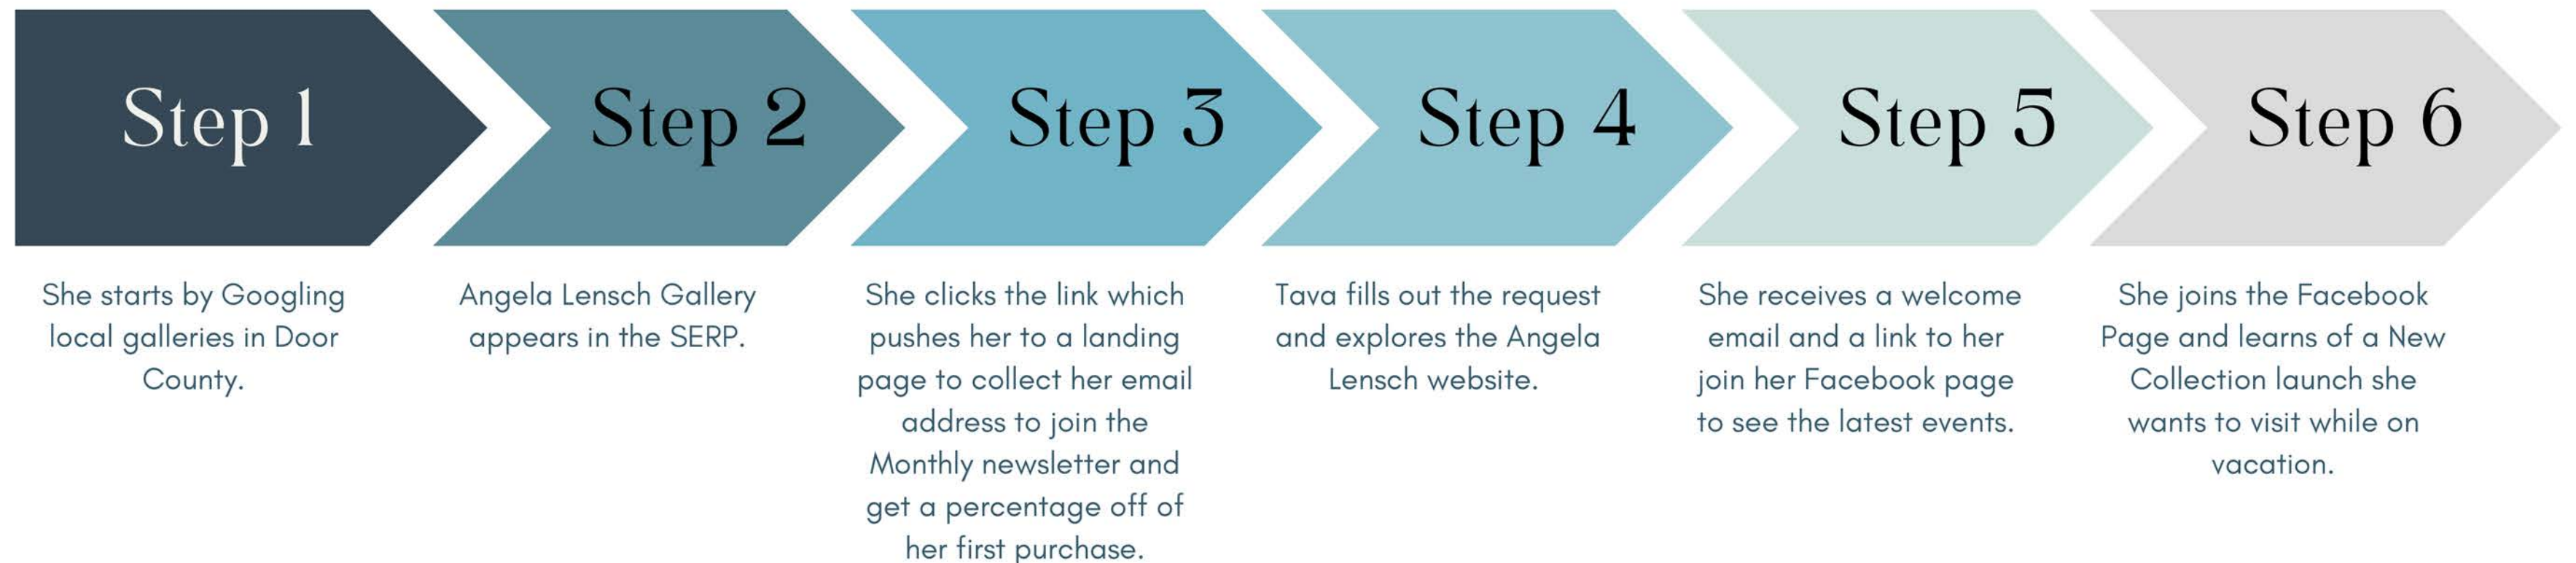 Step 1
She starts by Googling
local galleries in Door
County.
Step 2
Angela Lensch Gallery
appears in the SERP.
Step 3
She clicks the link which
pushes her to a landing
page to collect her email
address to join the
Monthly newsletter and
get a percentage off of
her first purchase.
Step 4
Tava fills out the request
and explores the Angela
Lensch website.
Step 5
She receives a welcome
email and a link to her
join her Facebook page
to see the latest events.
Step 6
She joins the Facebook
Page and learns of a New
Collection launch she
wants to visit while on
vacation.